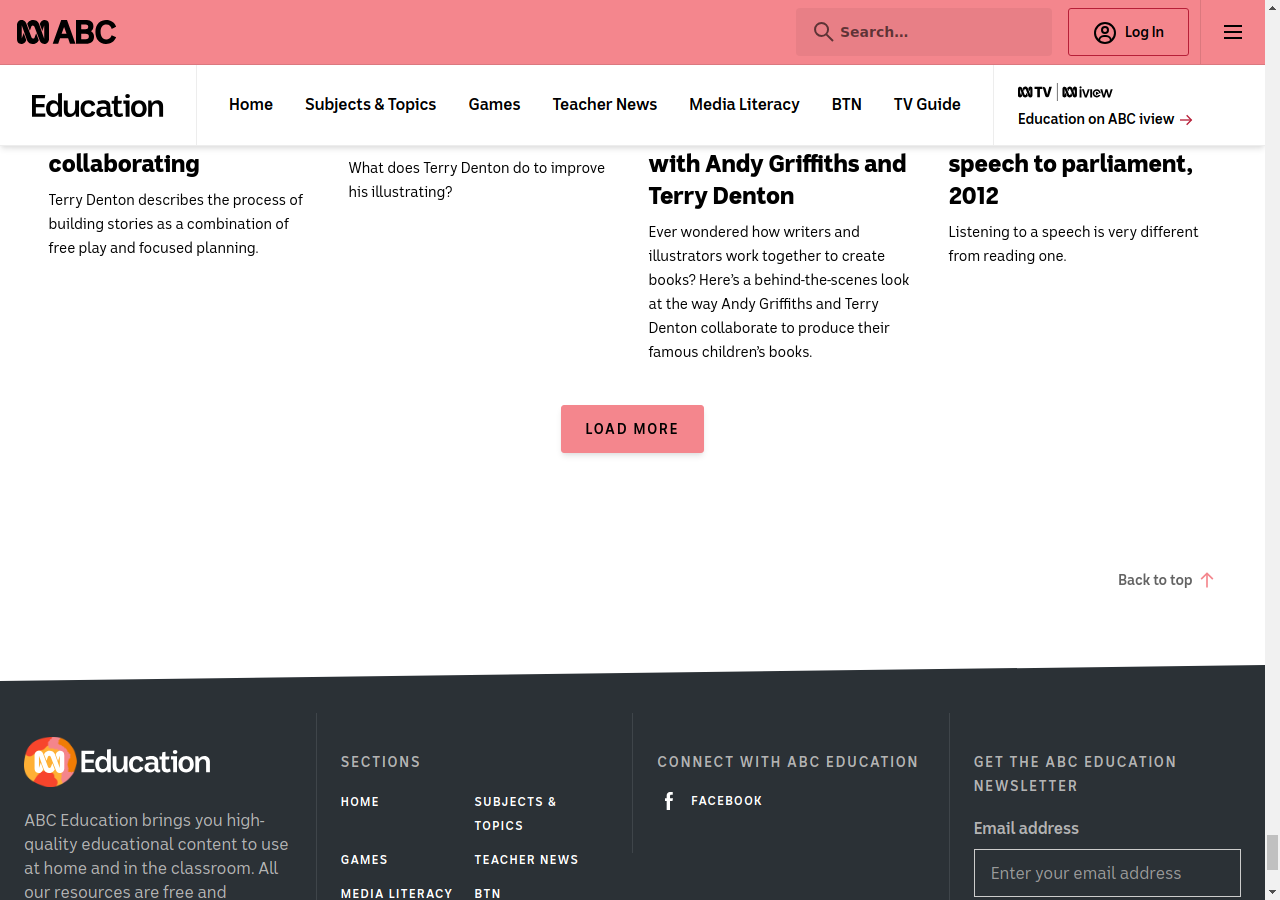 ABC
Search...
Log In
Education
Home
Subjects & Topics
Games
Teacher News
Media Literacy
BTN
TV Guide
TV iview
Education on ABC iview
collaborating
Terry Denton describes the process of
building stories as a combination of
free play and focused planning.
What does Terry Denton do to improve
his illustrating?
with Andy Griffiths and
Terry Denton
Ever wondered how writers and
illustrators work together to create
books? Here's a behind-the-scenes look
at the way Andy Griffiths and Terry
Denton collaborate to produce their
famous children's books.
speech to parliament,
2012
Listening to a speech is very different
from reading one.
LOAD MORE
Back to top
Education
ABC Education brings you high-
quality educational content to use
at home and in the classroom. All
our resources are free and
SECTIONS
HOME
SUBJECTS &
TOPICS
GAMES
TEACHER NEWS
MEDIA LITERACY
BTN
CONNECT WITH ABC EDUCATION
FACEBOOK
GET THE ABC EDUCATION
NEWSLETTER
Email address
Enter your email address